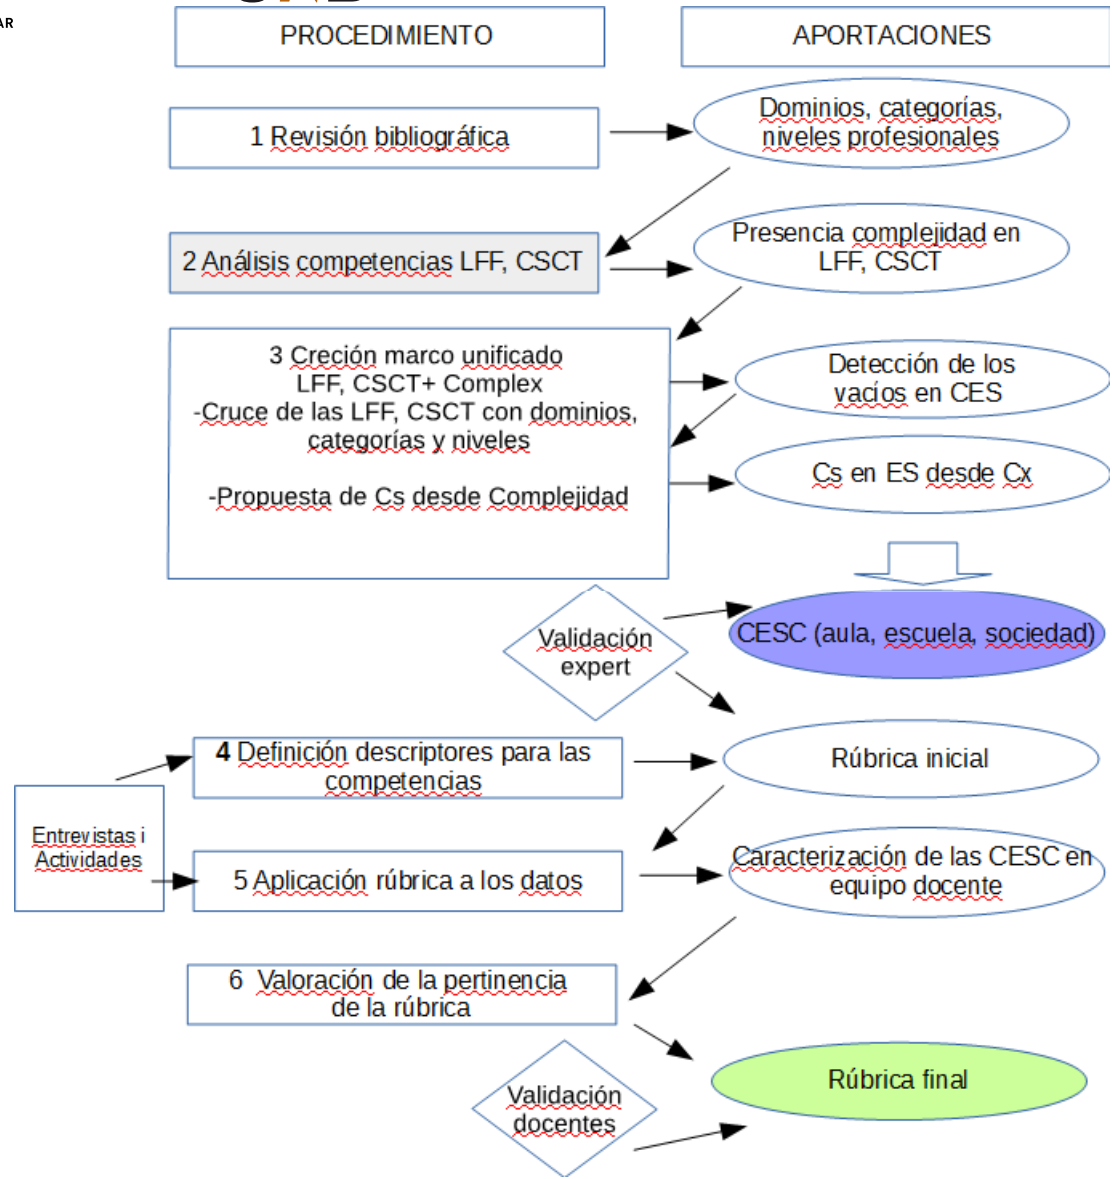 AR
PROCEDIMIENTO
APORTACIONES
1 Revisión bibliográfica
Dominios, categorías,
niveles profesionales
2 Análisis competencias LFF, CSCT
Presencia complejidad en
LFF, CSCT
3 Creción marco unificado
LFF, CSCT+ Complex
-Cruce de las LFF, CSCT con dominios,
categorías y niveles
-Propuesta de Cs desde Complejidad
Detección de los
vacíos en CES
Cs en ES desde Cx
Validación
expert
CESC (aula, escuela, sociedad)
4 Definición descriptores para las
competencias
Rúbrica inicial
Entrevistas i
Actividades
5 Aplicación rúbrica a los datos
Caracterización de las CESC en
equipo docente
6 Valoración de la pertinencia
de la rúbrica
Validación
docentes
Rúbrica final